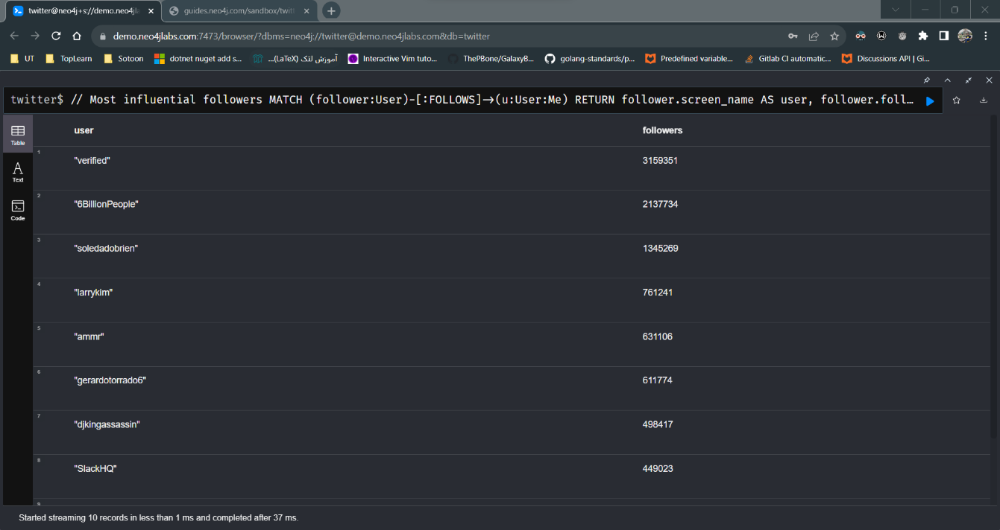 twitter@neo4j+s://demo.neo4jla
guides.neo4j.com/sandbox/twitt
demo.neo4jlabs.com:7473/browser/?dbms=neo4j://twitter@demo.neo4jlabs.com&db=twitter
UT TopLearn Sotoon dotnet nuget add s... آموزش لتک (LaTeX)... Interactive Vim tuto... ThePBone/GalaxyB... golang-standards/p... Predefined variable... Gitlab CI automatic... Discussions API | Gi...
twitter$ // Most influential followers MATCH (follower:User)-[:FOLLOWS]→(u:User:Me) RETURN follower.screen_name AS user, follower.foll…
Table
Text
Code
user followers
1 "verified" 3159351
2 "6BillionPeople" 2137734
3 "soledadobrien" 1345269
4 "larrykim" 761241
5 "ammr" 631106
6 "gerardotorrado6" 611774
7 "djkingassassin" 498417
8 "SlackHQ" 449023
9
Started streaming 10 records in less than 1 ms and completed after 37 ms.